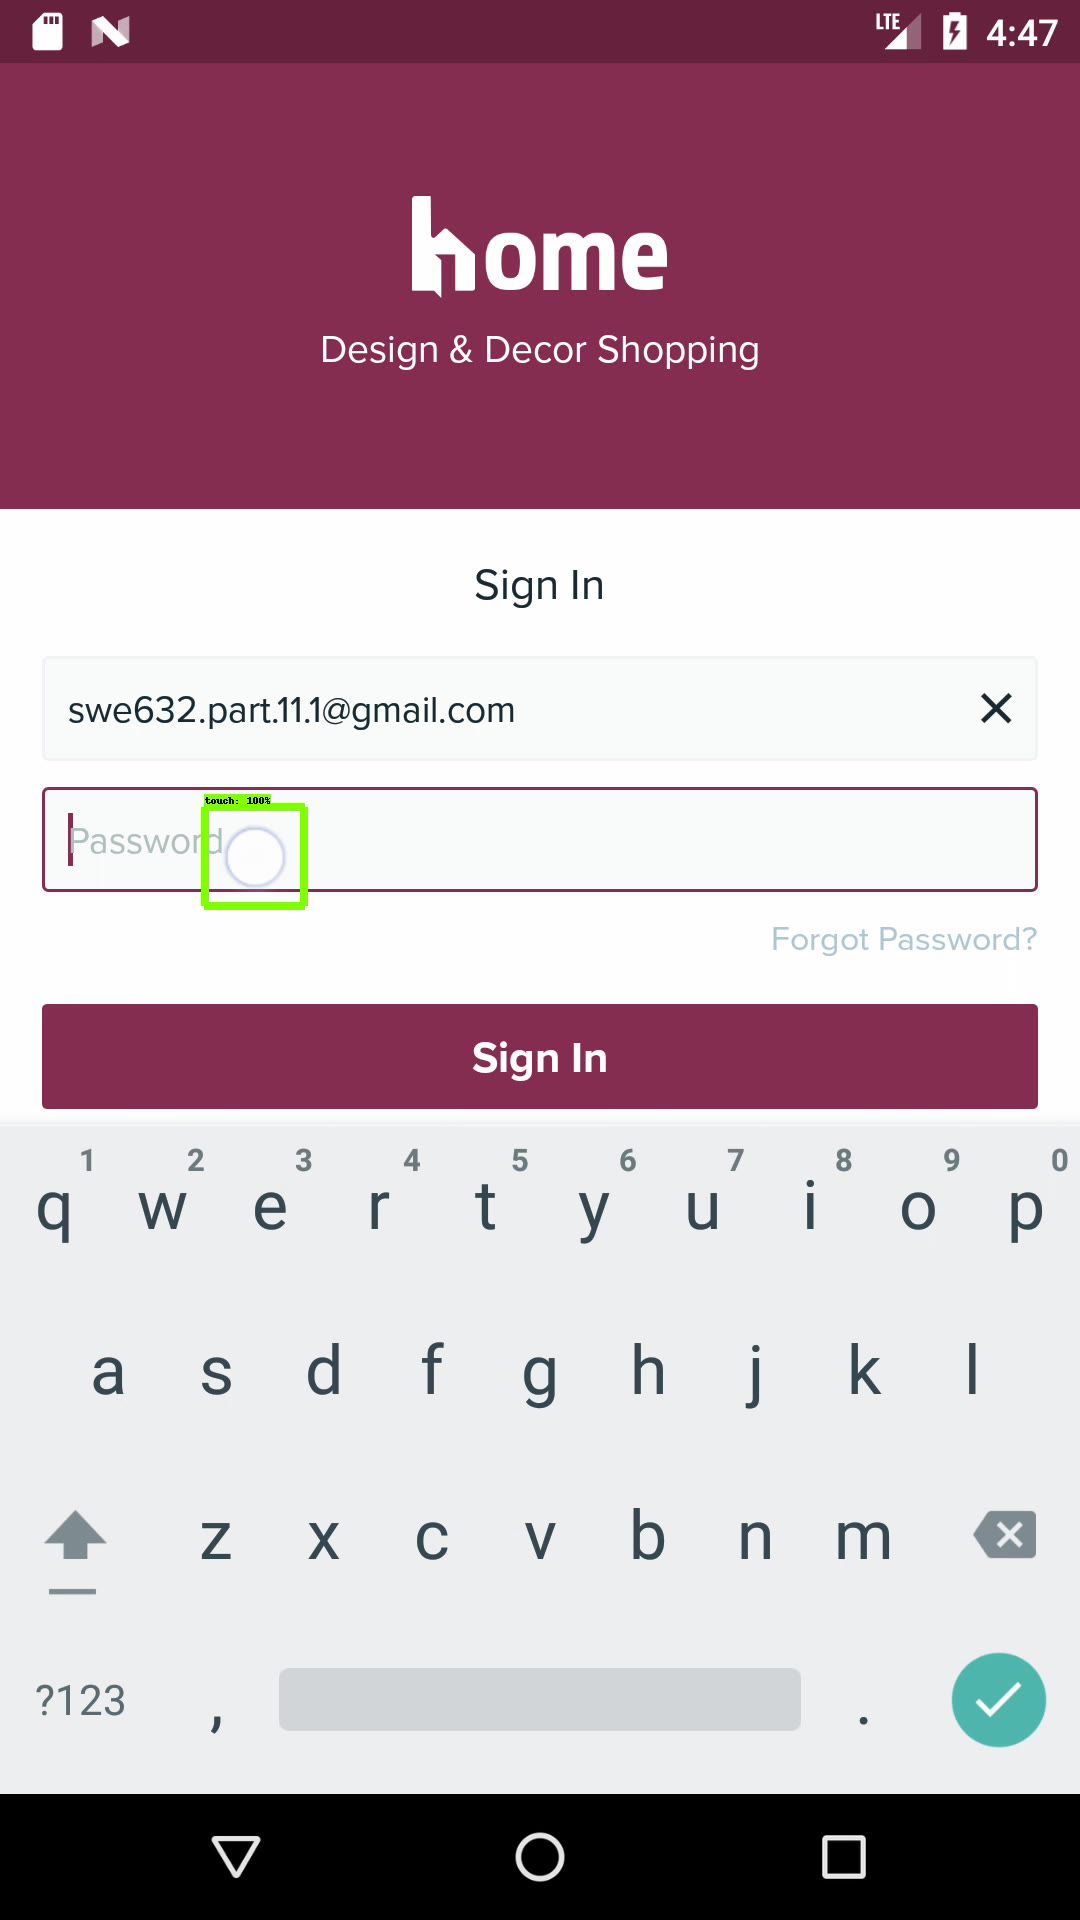 LTE 4:47
home
Design & Decor Shopping
Sign In
swe632.part.11.1@gmail.com
touch: 100%
Password
Forgot Password?
Sign In
1 2 3 4 5 6 7 8 9 0
q w e r t y u i o p
a s d f g h j k l
z x c v b n m
?123 , .